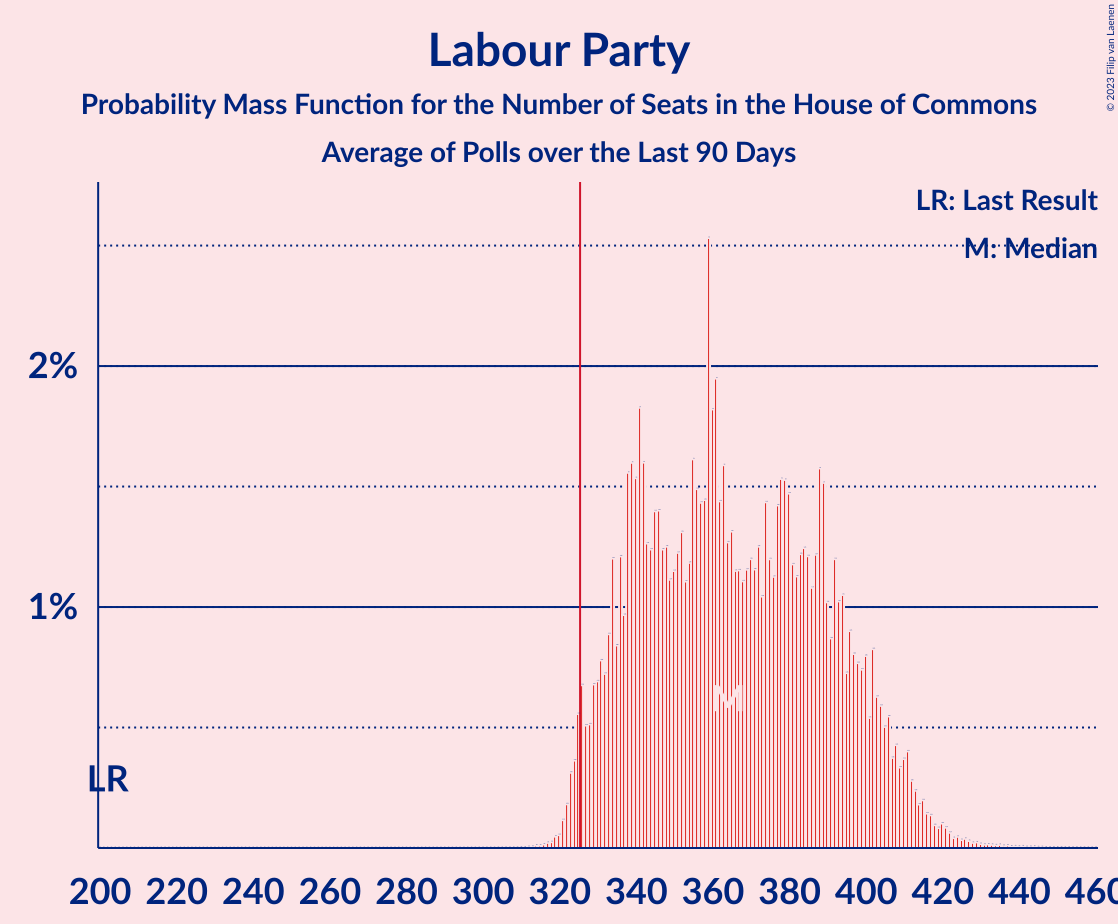 Labour Party
Probability Mass Function for the Number of Seats in the House of Commons
Average of Polls over the Last 90 Days
© 2023 Filip van Laenen
LR: Last Result
M: Median
2%
1%
LR
M
200 220 240 260 280 300 320 340 360 380 400 420 440 460